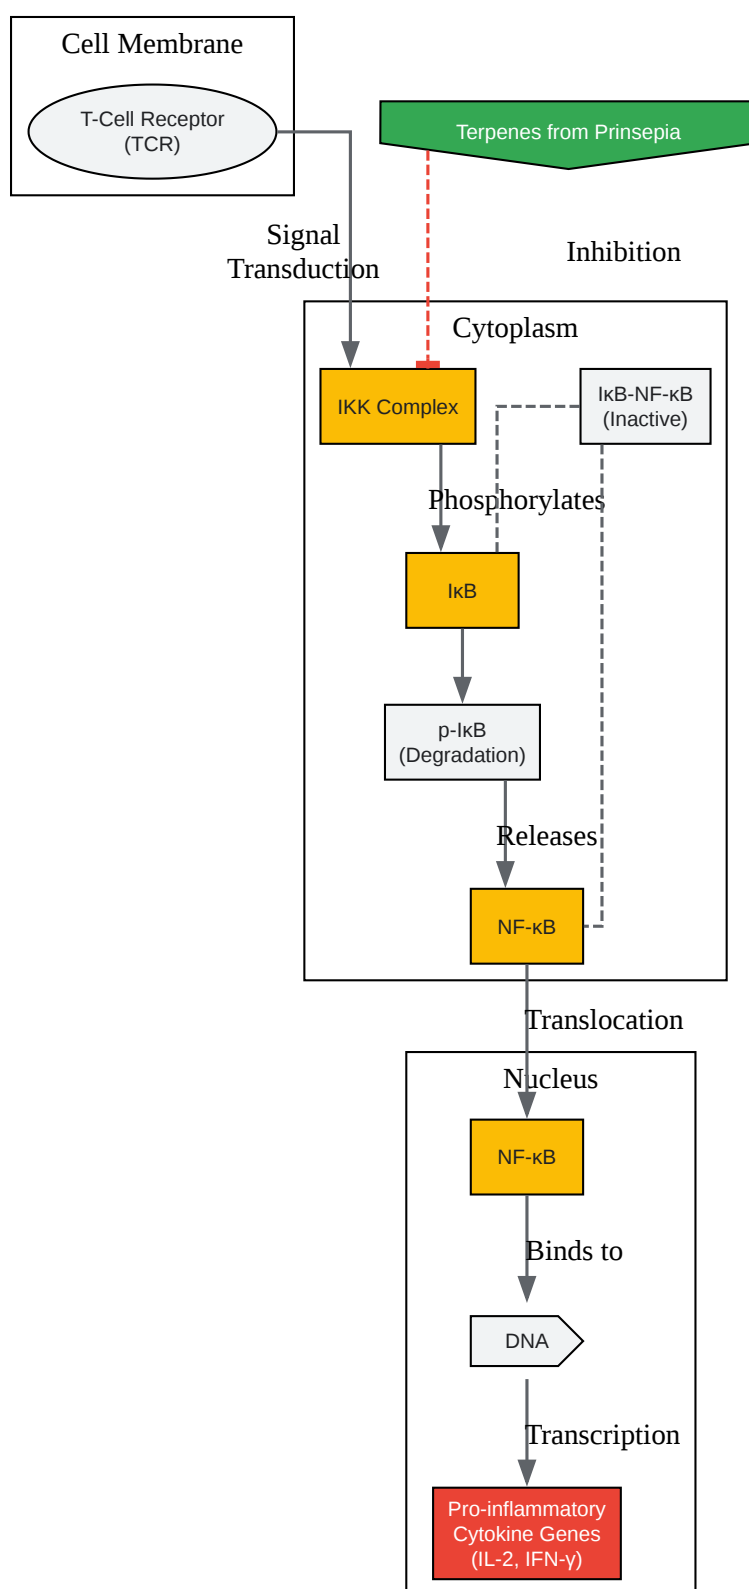 Cell Membrane
T-Cell Receptor
(TCR)
Terpenes from Prinsepia
Signal
Transduction
Inhibition
Cytoplasm
IKK Complex
IκB-NF-κB
(Inactive)
Phosphorylates
IκB
p-IκB
(Degradation)
Releases
NF-κB
Translocation
Nucleus
NF-κB
Binds to
DNA
Transcription
Pro-inflammatory
Cytokine Genes
(IL-2, IFN-γ)